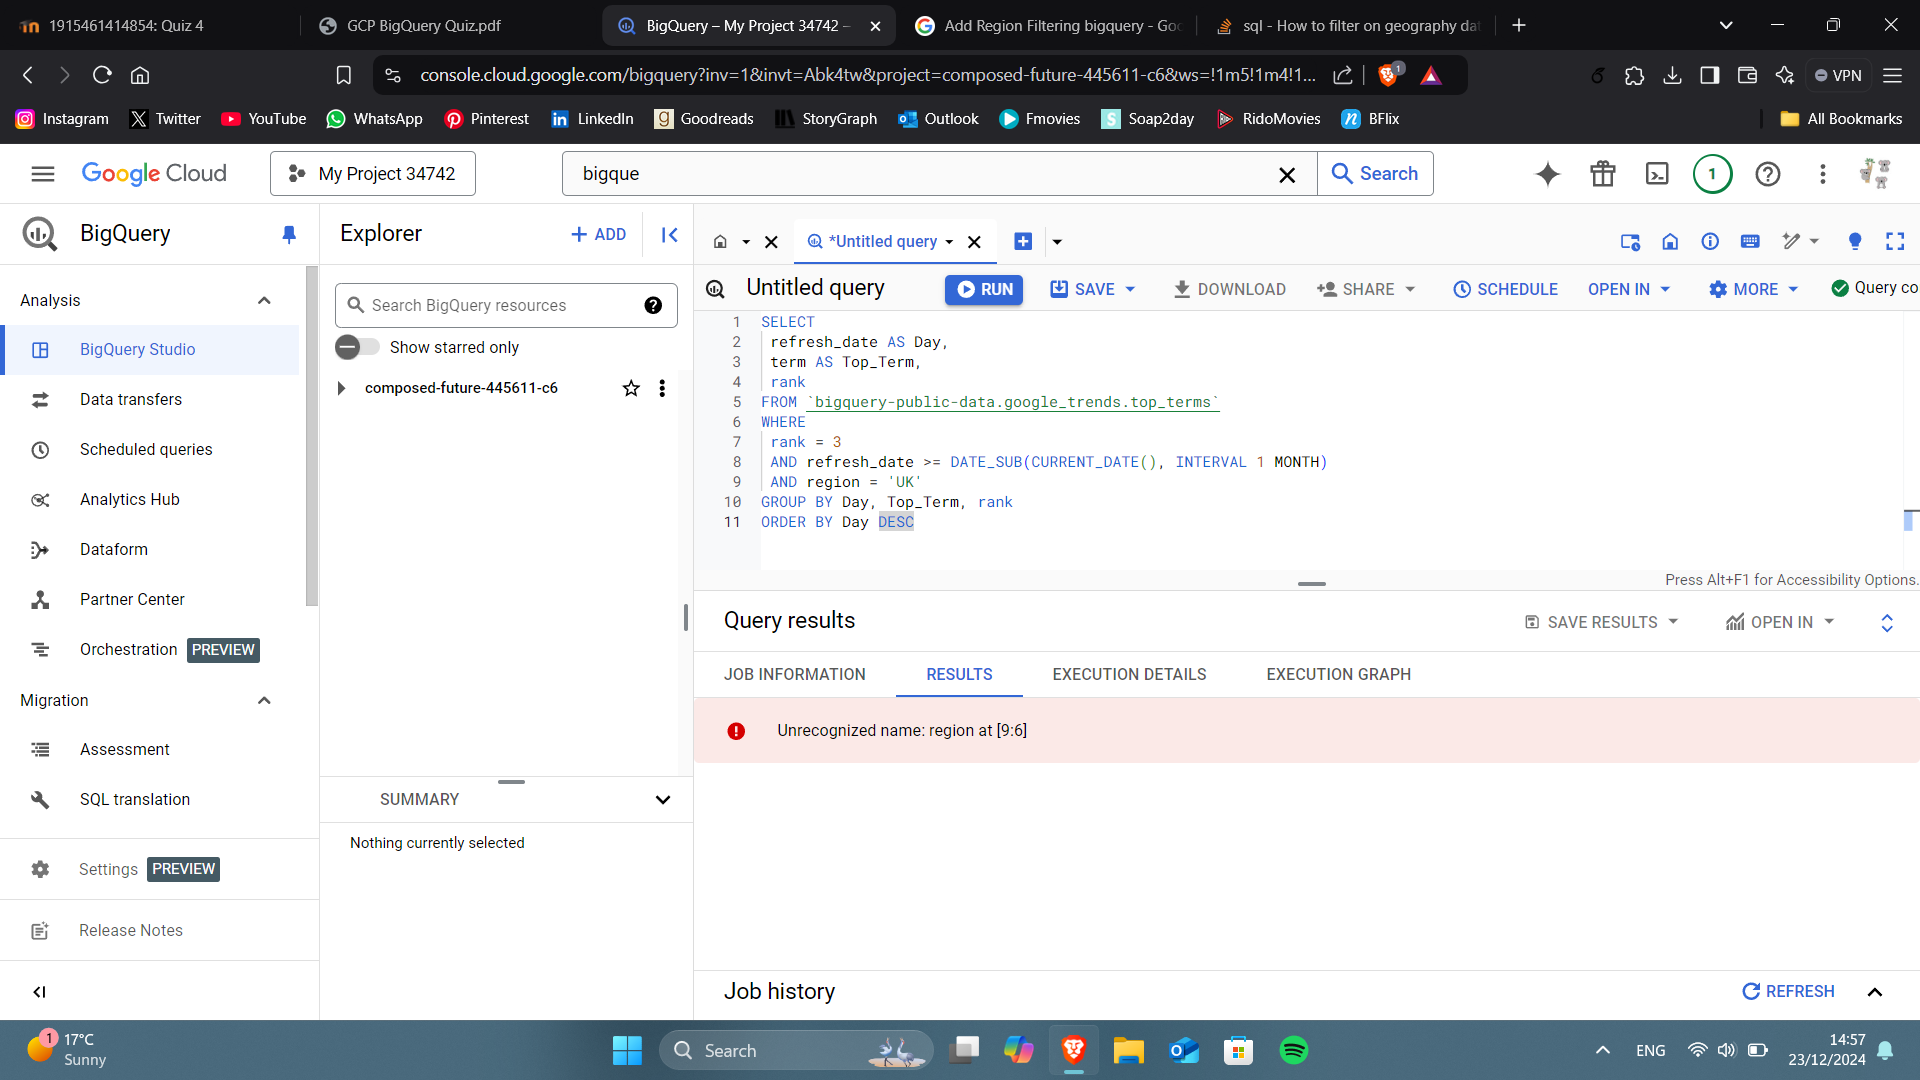 1915461414854: Quiz 4
GCP BigQuery Quiz.pdf
BigQuery – My Project 34742 –
Add Region Filtering bigquery - Goo
sql - How to filter on geography dat
console.cloud.google.com/bigquery?inv=1&invt=Abk4tw&project=composed-future-445611-c6&ws=!1m5!1m4!1...
1
VPN
Instagram
Twitter
YouTube
WhatsApp
Pinterest
LinkedIn
Goodreads
StoryGraph
Outlook
Fmovies
Soap2day
RidoMovies
BFlix
All Bookmarks
Google Cloud
My Project 34742
bigque
Search
1
BigQuery
Analysis
BigQuery Studio
Data transfers
Scheduled queries
Analytics Hub
Dataform
Partner Center
Orchestration PREVIEW
Migration
Assessment
SQL translation
Settings PREVIEW
Release Notes
Explorer
ADD
Search BigQuery resources
Show starred only
composed-future-445611-c6
SUMMARY
Nothing currently selected
*Untitled query
Untitled query
RUN
SAVE
DOWNLOAD
SHARE
SCHEDULE
OPEN IN
MORE
Query co
1 SELECT
2 refresh_date AS Day,
3 term AS Top_Term,
4 rank
5 FROM `bigquery-public-data.google_trends.top_terms`
6 WHERE
7 rank = 3
8 AND refresh_date >= DATE_SUB(CURRENT_DATE(), INTERVAL 1 MONTH)
9 AND region = 'UK'
10 GROUP BY Day, Top_Term, rank
11 ORDER BY Day DESC
Press Alt+F1 for Accessibility Options.
Query results
SAVE RESULTS
OPEN IN
JOB INFORMATION
RESULTS
EXECUTION DETAILS
EXECUTION GRAPH
Unrecognized name: region at [9:6]
Job history
REFRESH
1
17°C
Sunny
Search
ENG
14:57
23/12/2024